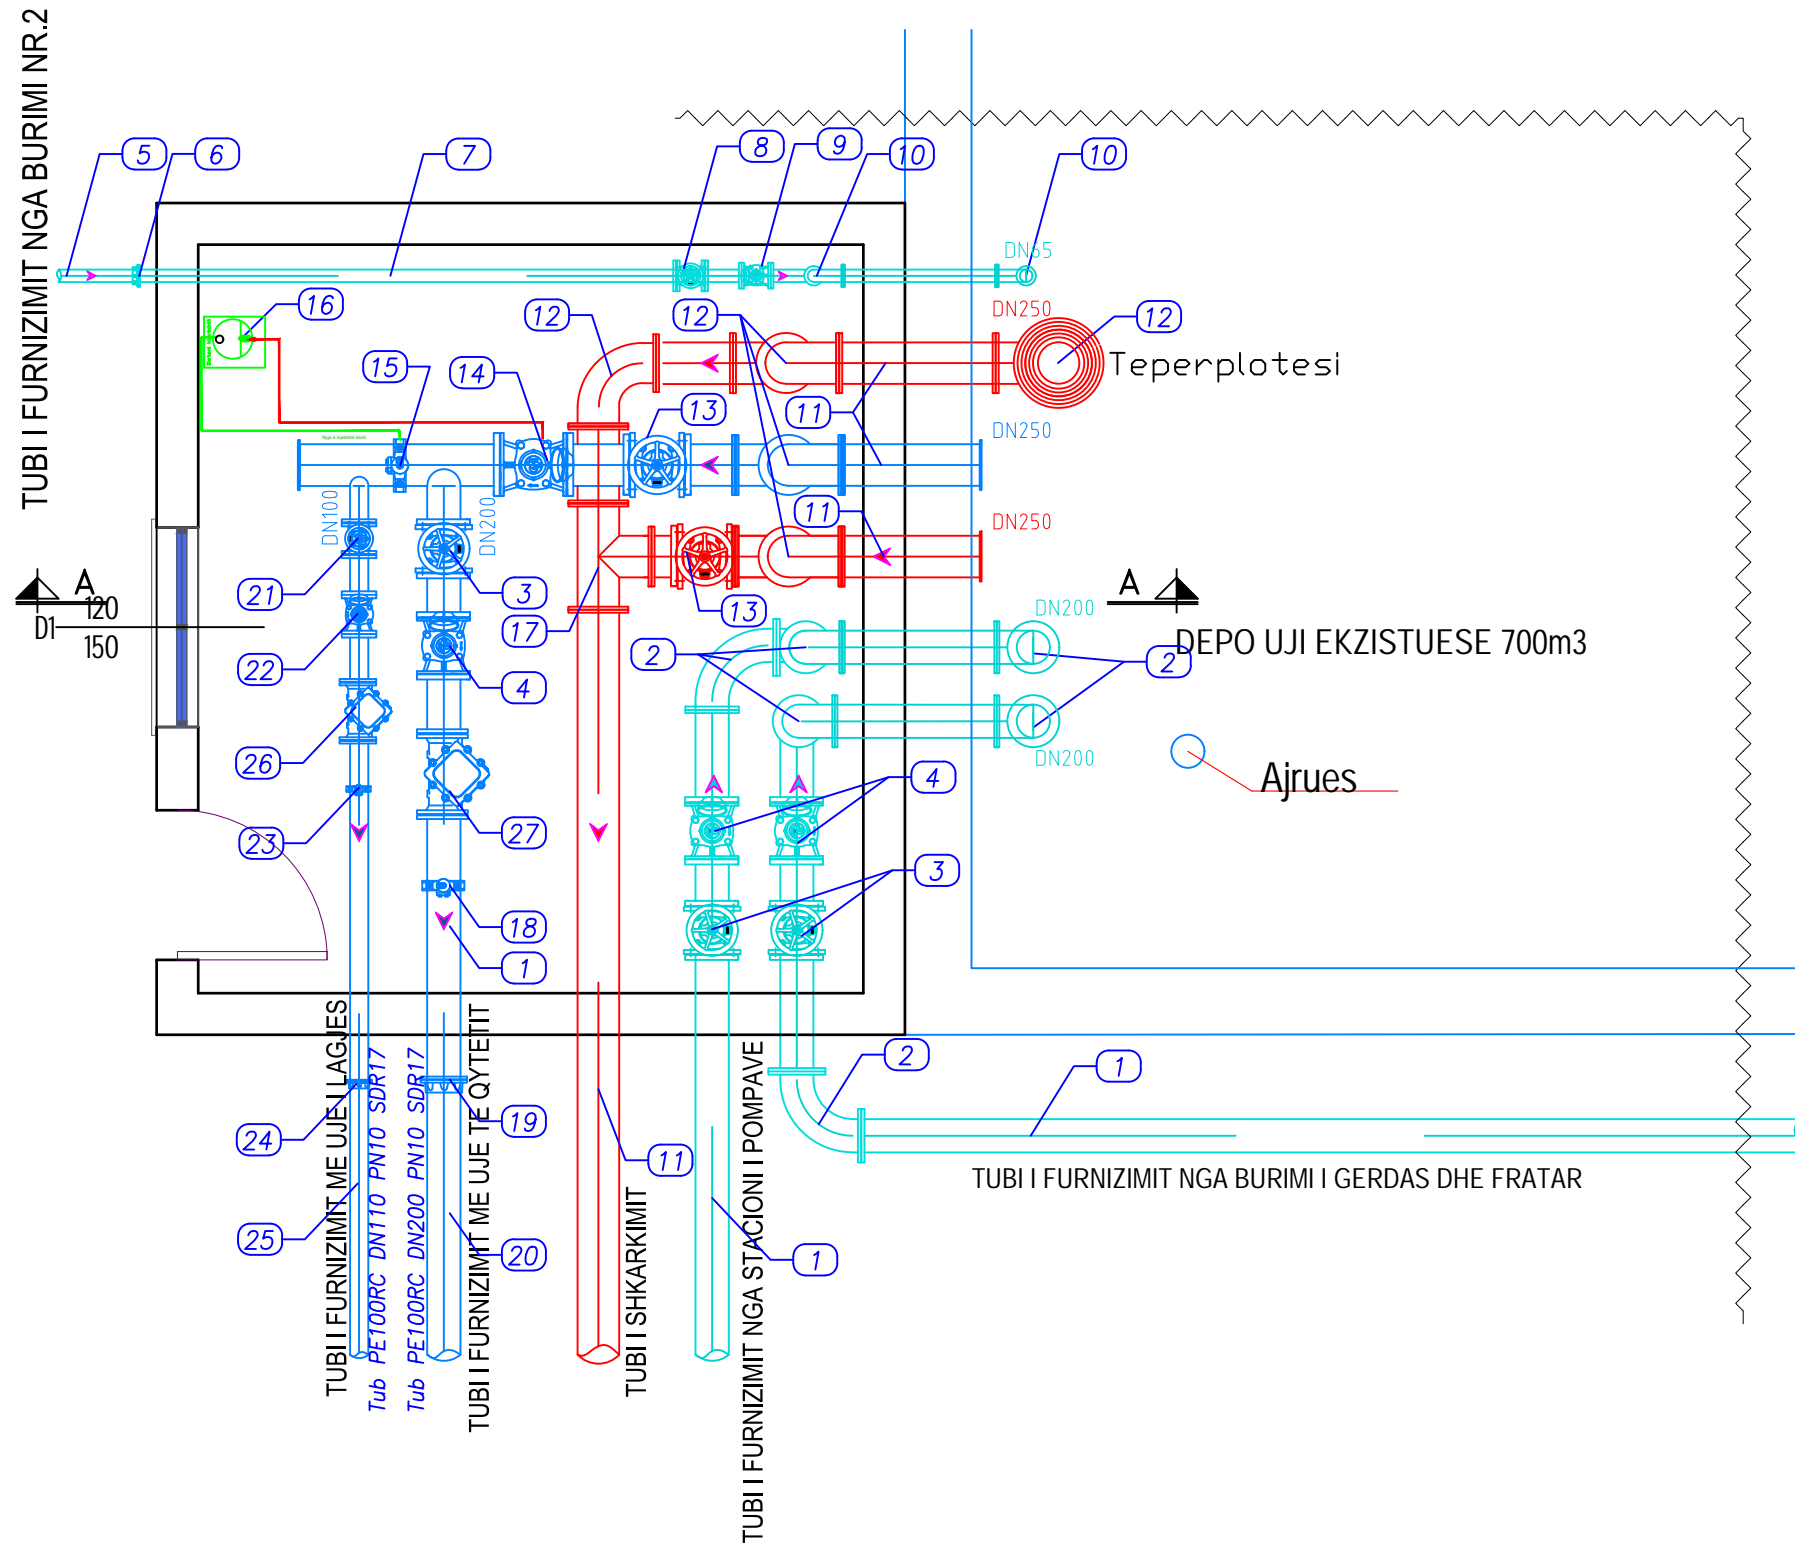 TUBI I FURNIZIMIT NGA BURIMI NR.2
5
6
7
8
9
10
10
DN65
16
12
12
DN250
12
Teperplotesi
15
14
13
11
DN250
DN100
DN200
11
DN250
A
120
D1
150
21
3
17
13
A
DN200
DEPO UJI EKZISTUESE 700m3
22
4
2
2
26
DN200
4
Ajrues
23
27
3
18
1
TUBI I FURNIZIMIT ME UJE I LAGJES
Tub PE100RC DN110 PN10 SDR17
Tub PE100RC DN200 PN10 SDR17
TUBI I FURNIZIMIT ME UJE TE QYTETIT
2
1
24
19
11
TUBI I FURNIZIMIT NGA BURIMI I GERDAS DHE FRATAR
25
20
1
TUBI I SHKARKIMIT
TUBI I FURNIZIMIT NGA STACIONI I POMPAVE